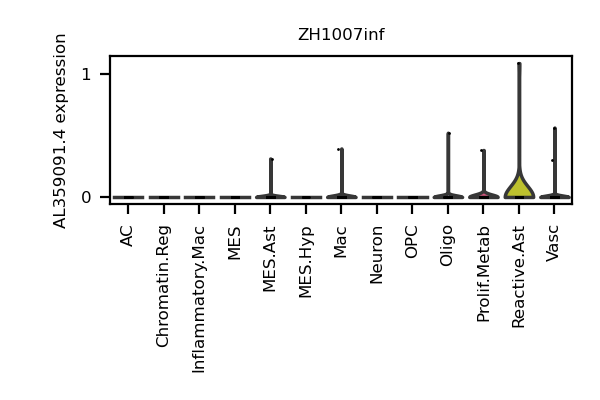 ZH1007inf
AL359091.4 expression
1
0
AC
Chromatin.Reg
Inflammatory.Mac
MES
MES.Ast
MES.Hyp
Mac
Neuron
OPC
Oligo
Prolif.Metab
Reactive.Ast
Vasc